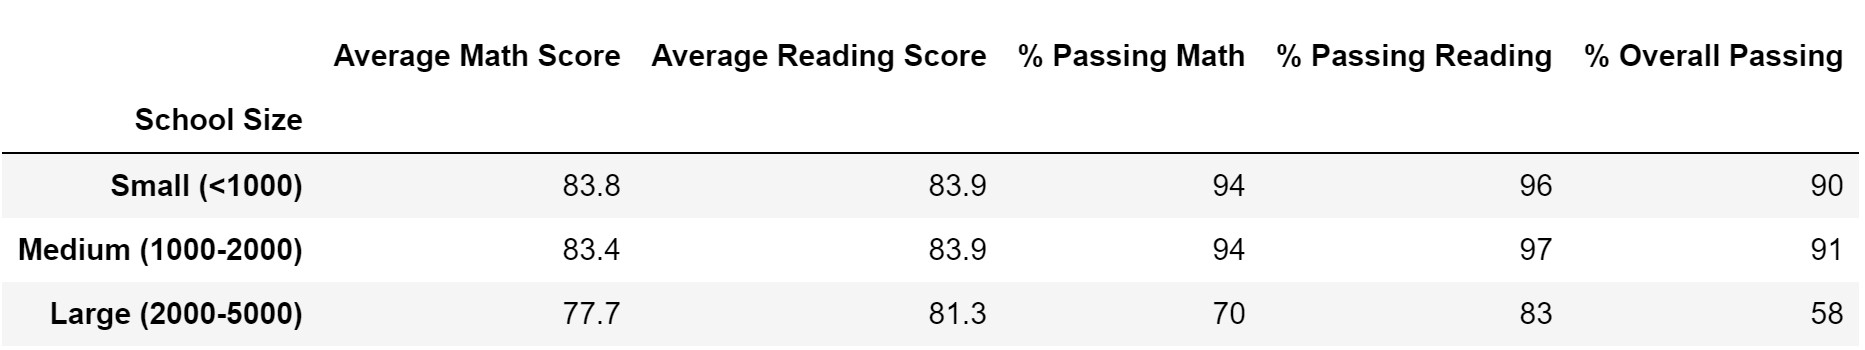 Average Math Score Average Reading Score % Passing Math % Passing Reading % Overall Passing
School Size
Small (<1000) 83.8 83.9 94 96 90
Medium (1000-2000) 83.4 83.9 94 97 91
Large (2000-5000) 77.7 81.3 70 83 58